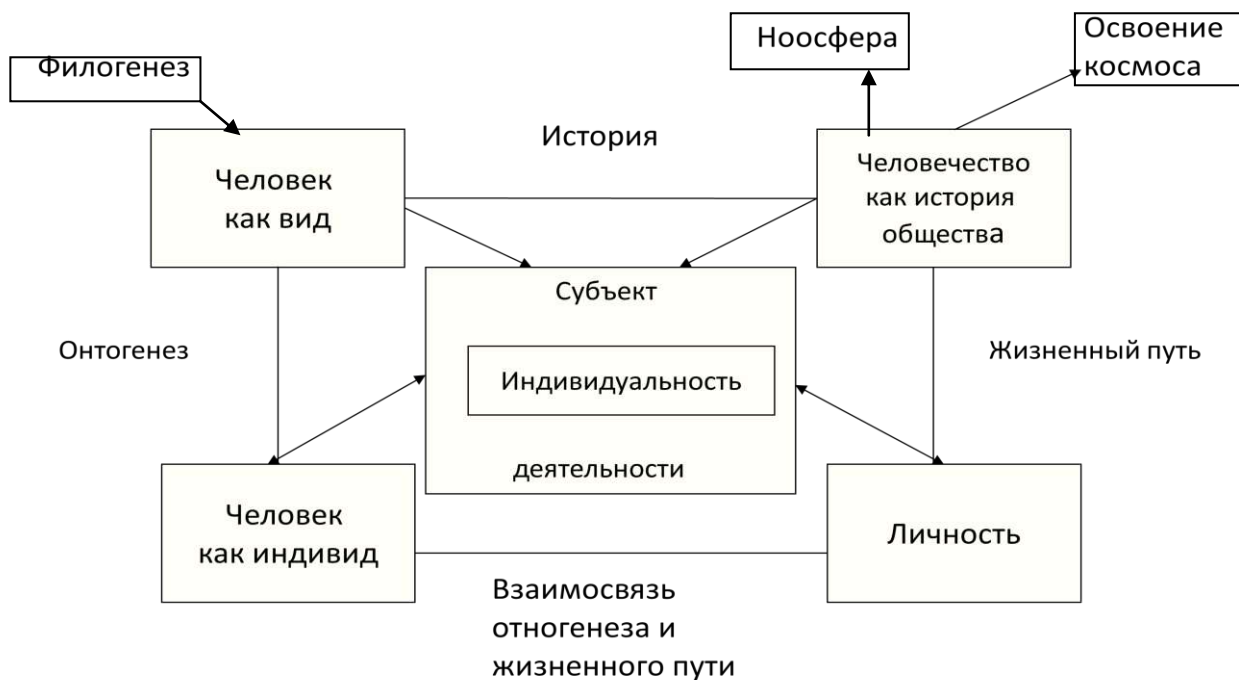 Филогенез
Ноосфера
Освоение
космоса
История
Человек
как вид
Человечество
как история
общества
Субъект
Индивидуальность
деятельности
Онтогенез
Жизненный путь
Человек
как индивид
Личность
Взаимосвязь
отногенеза и
жизненного пути